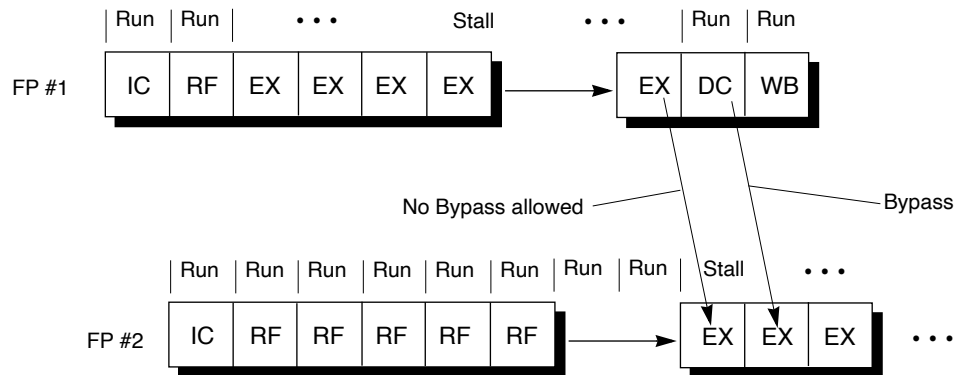 Run Run • • • Stall • • • Run Run
FP #1 IC RF EX EX EX EX EX DC WB
No Bypass allowed Bypass
Run Run Run Run Run Run Run Run Stall • • •
FP #2 IC RF RF RF RF RF EX EX EX • • •